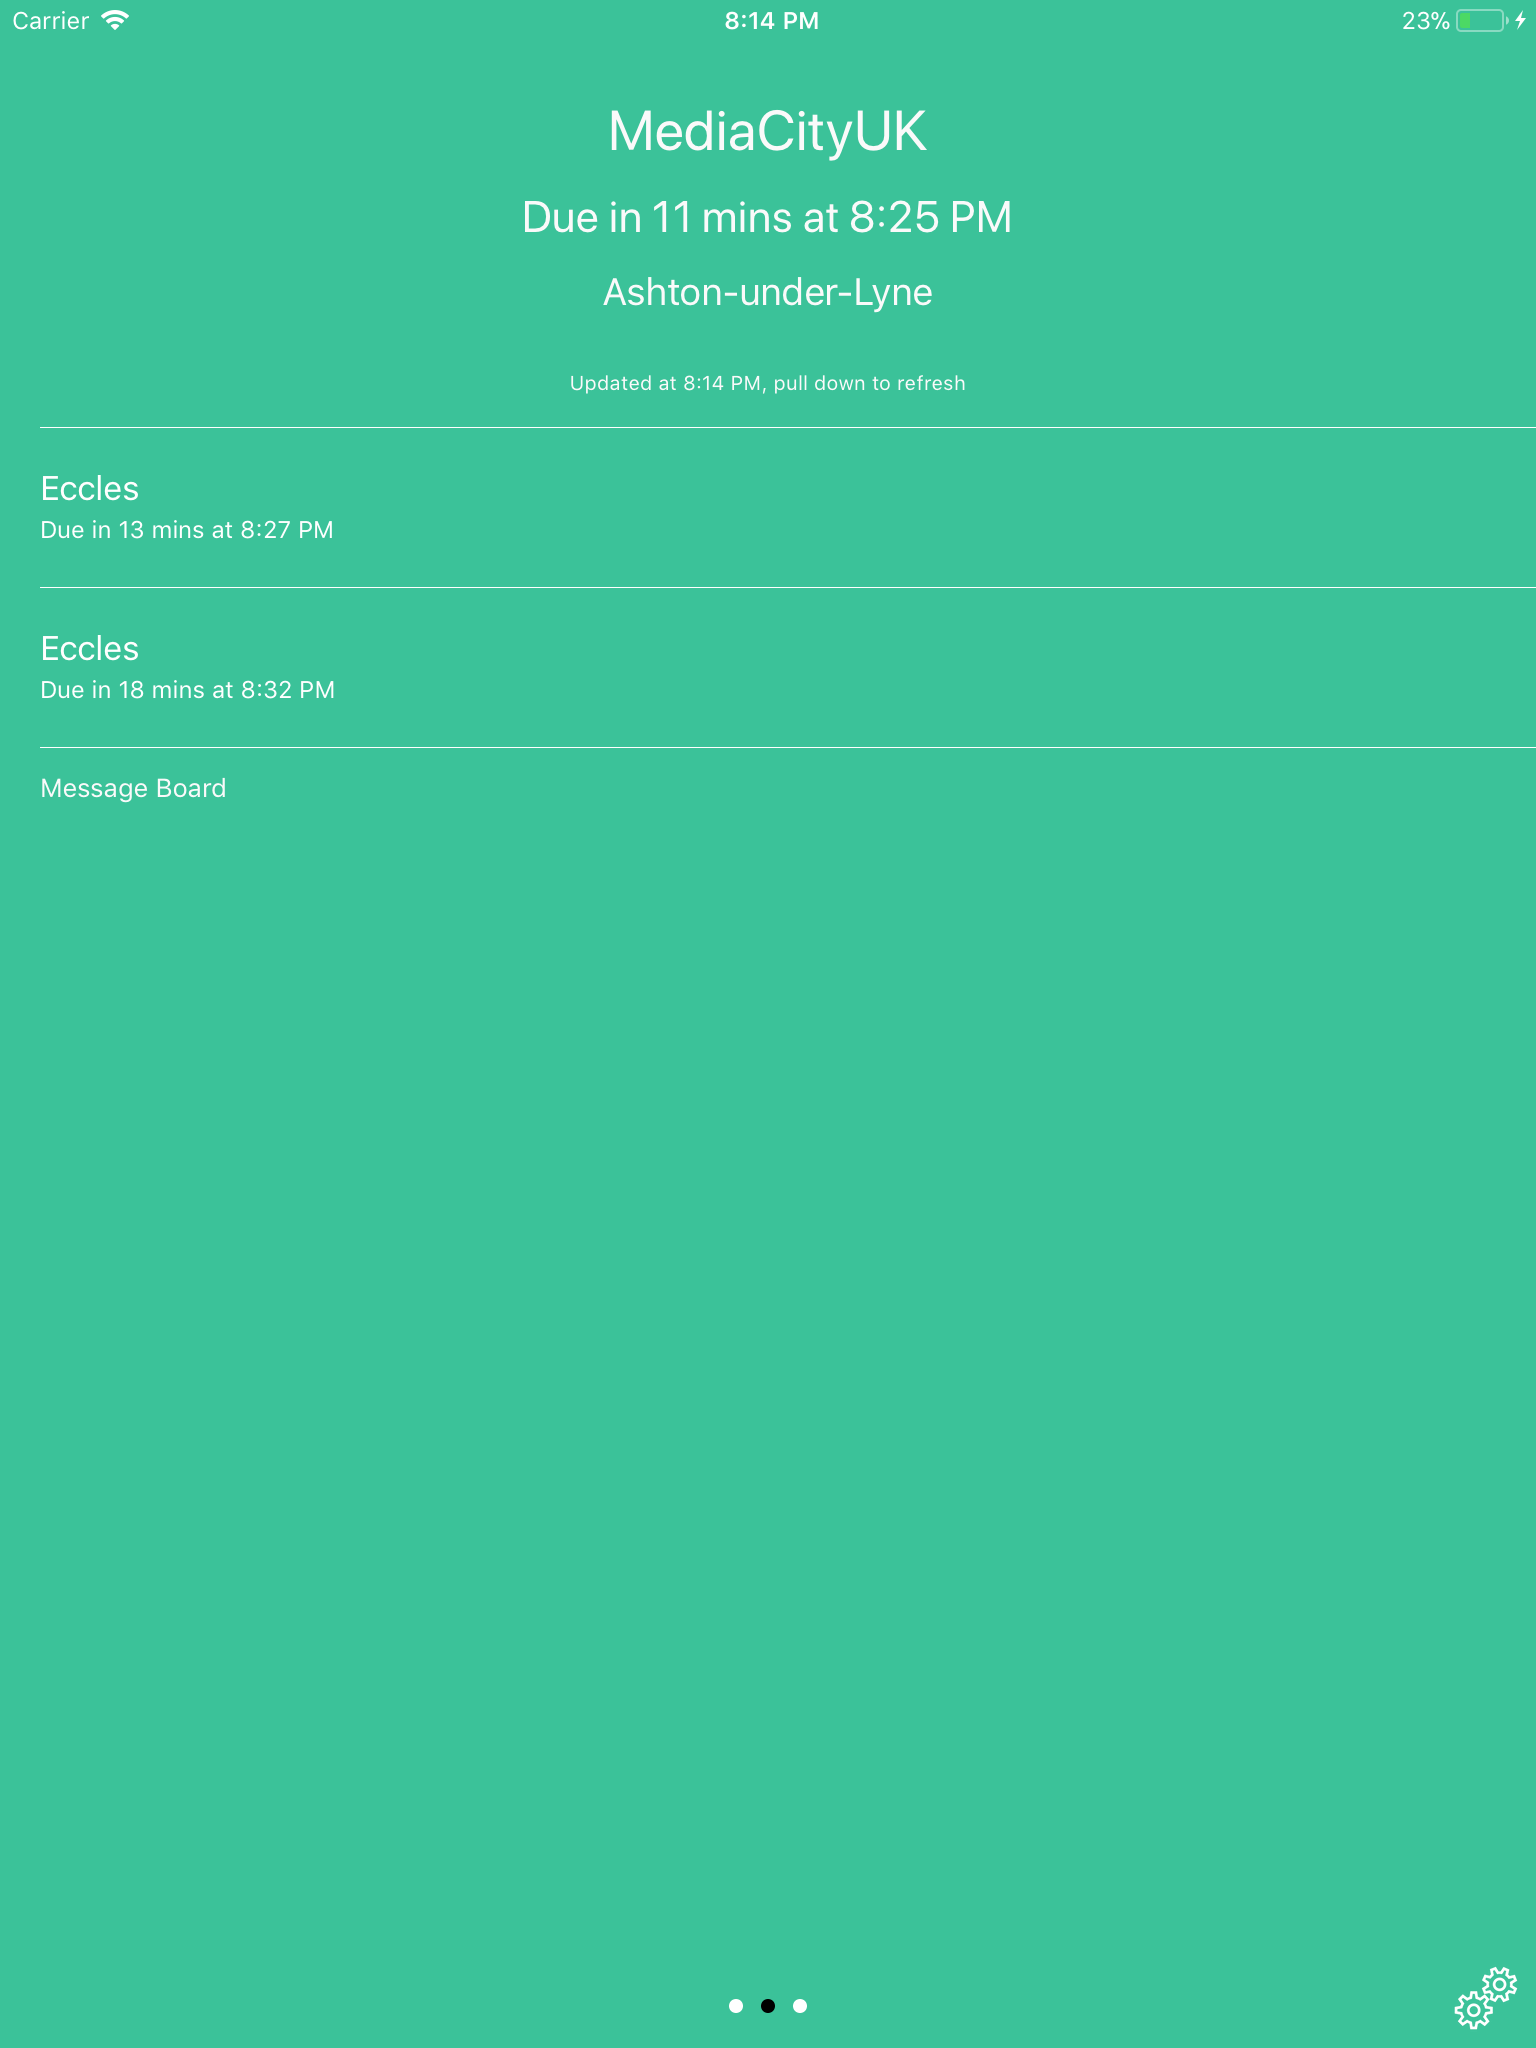 Carrier 8:14 PM 23%
MediaCityUK
Due in 11 mins at 8:25 PM
Ashton-under-Lyne
Updated at 8:14 PM, pull down to refresh
Eccles
Due in 13 mins at 8:27 PM
Eccles
Due in 18 mins at 8:32 PM
Message Board